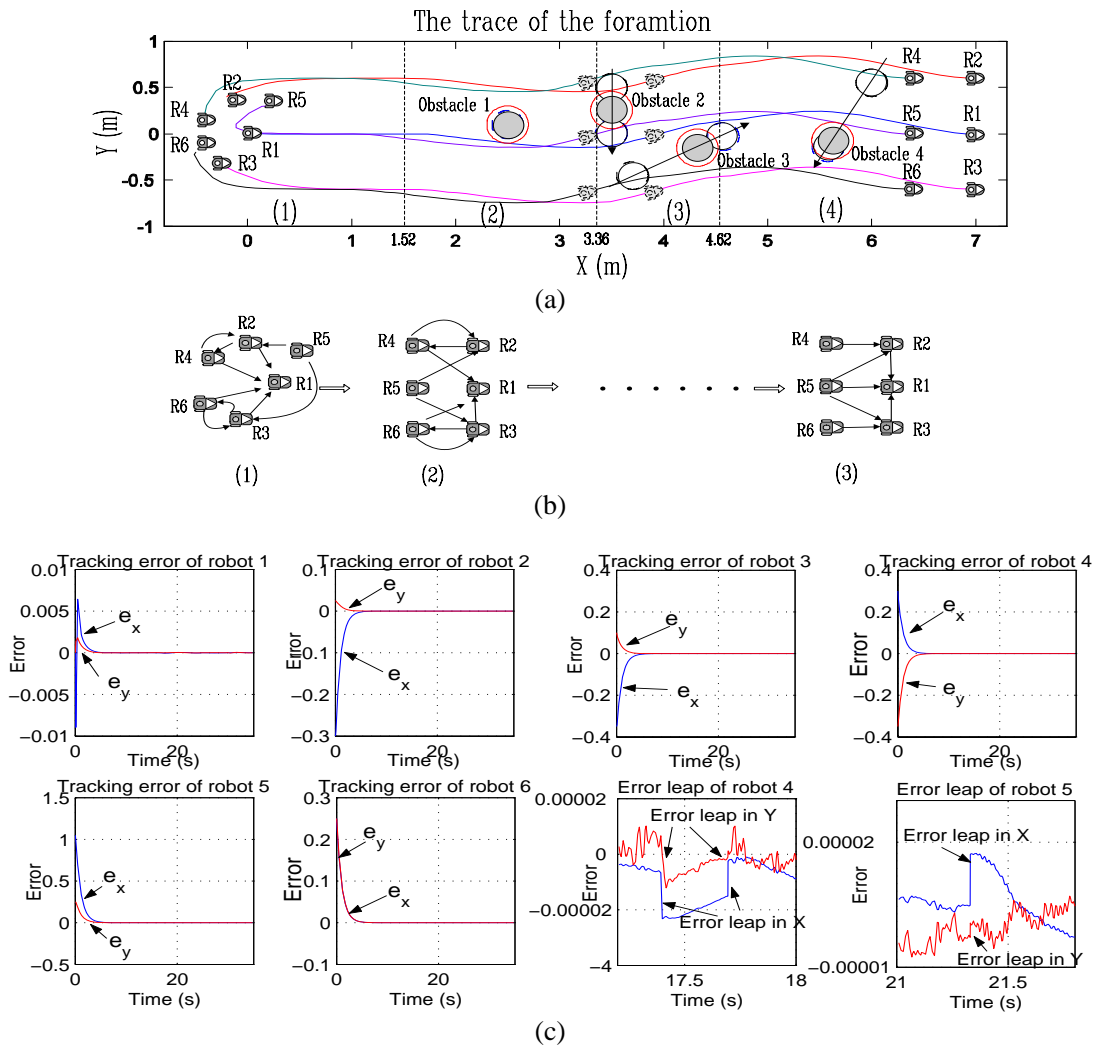 The trace of the foramtion
Y (m)
1
0.5
0
-0.5
-1
R2
R5
R4
R6
R1
R3
Obstacle 1
Obstacle 2
Obstacle 3
Obstacle 4
R4
R2
R5
R1
R6
R3
(1)
(2)
(3)
(4)
0
1
1.52
2
3
3.36
4
4.62
5
6
7
X (m)
(a)
R2
R5
R4
R1
R6
R3
(1)
R4
R2
R5
R1
R6
R3
(2)
R4
R2
R5
R1
R6
R3
(3)
(b)
Tracking error of robot 1
0.01
0.005
0
−0.005
−0.01
Error
e_x
e_y
0
20
Time (s)
Tracking error of robot 2
0.1
0
−0.1
−0.2
−0.3
Error
e_y
e_x
0
20
Time (s)
Tracking error of robot 3
0.4
0.2
0
−0.2
−0.4
Error
e_y
e_x
0
20
Time (s)
Tracking error of robot 4
0.4
0.2
0
−0.2
−0.4
Error
e_x
e_y
0
20
Time (s)
Tracking error of robot 5
1.5
1
0.5
0
−0.5
Error
e_x
e_y
0
20
Time (s)
Tracking error of robot 6
0.3
0.2
0.1
0
−0.1
Error
e_y
e_x
0
20
Time (s)
Error leap of robot 4
0.00002
0
−0.00002
−4
Error
Error leap in Y
Error leap in X
17.5
18
Time (s)
Error leap of robot 5
0.00002
−0.00001
Error
Error leap in X
Error leap in Y
21
21.5
Time (s)
(c)